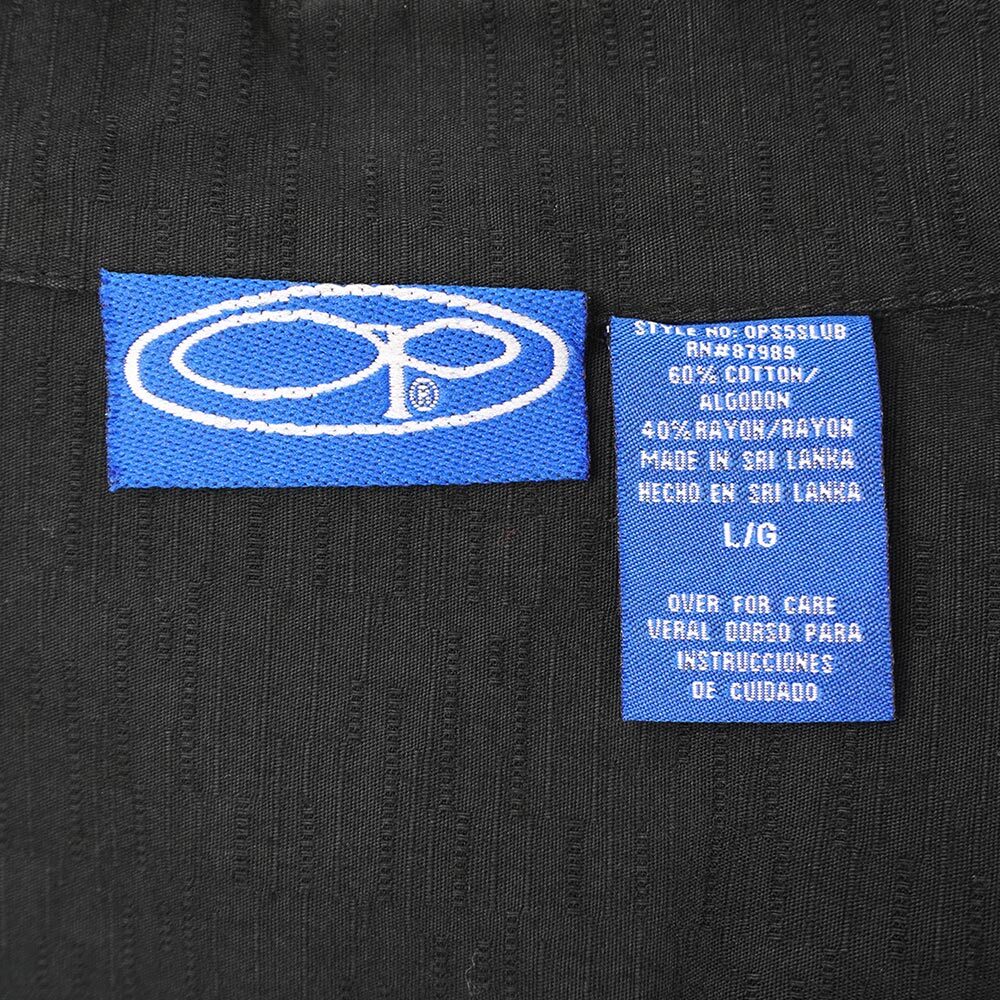 Op®
STYLE NO: OPS5SLUB
RN#87989
60% COTTON/
ALGODON
40% RAYON/RAYON
MADE IN SRI LANKA
HECHO EN SRI LANKA
L/G
OVER FOR CARE
VERAL DORSO PARA
INSTRUCCIONES
DE CUIDADO